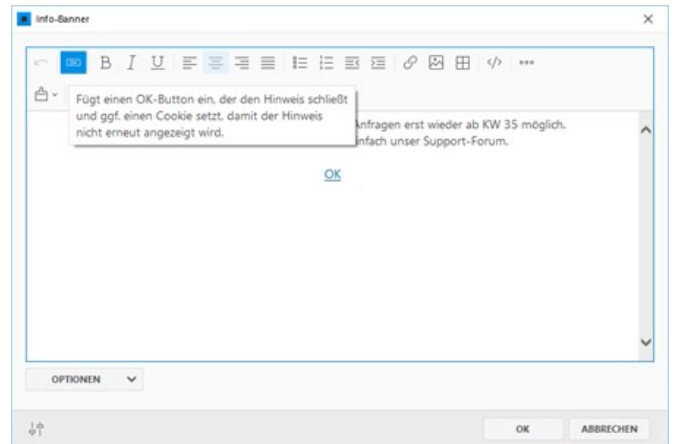 Info-Banner
B I U
Fügt einen OK-Button ein, der den Hinweis schließt
und ggf. einen Cookie setzt, damit der Hinweis
nicht erneut angezeigt wird.
Anfragen erst wieder ab KW 35 möglich.
infach unser Support-Forum.
OK
OPTIONEN
OK
ABBRECHEN